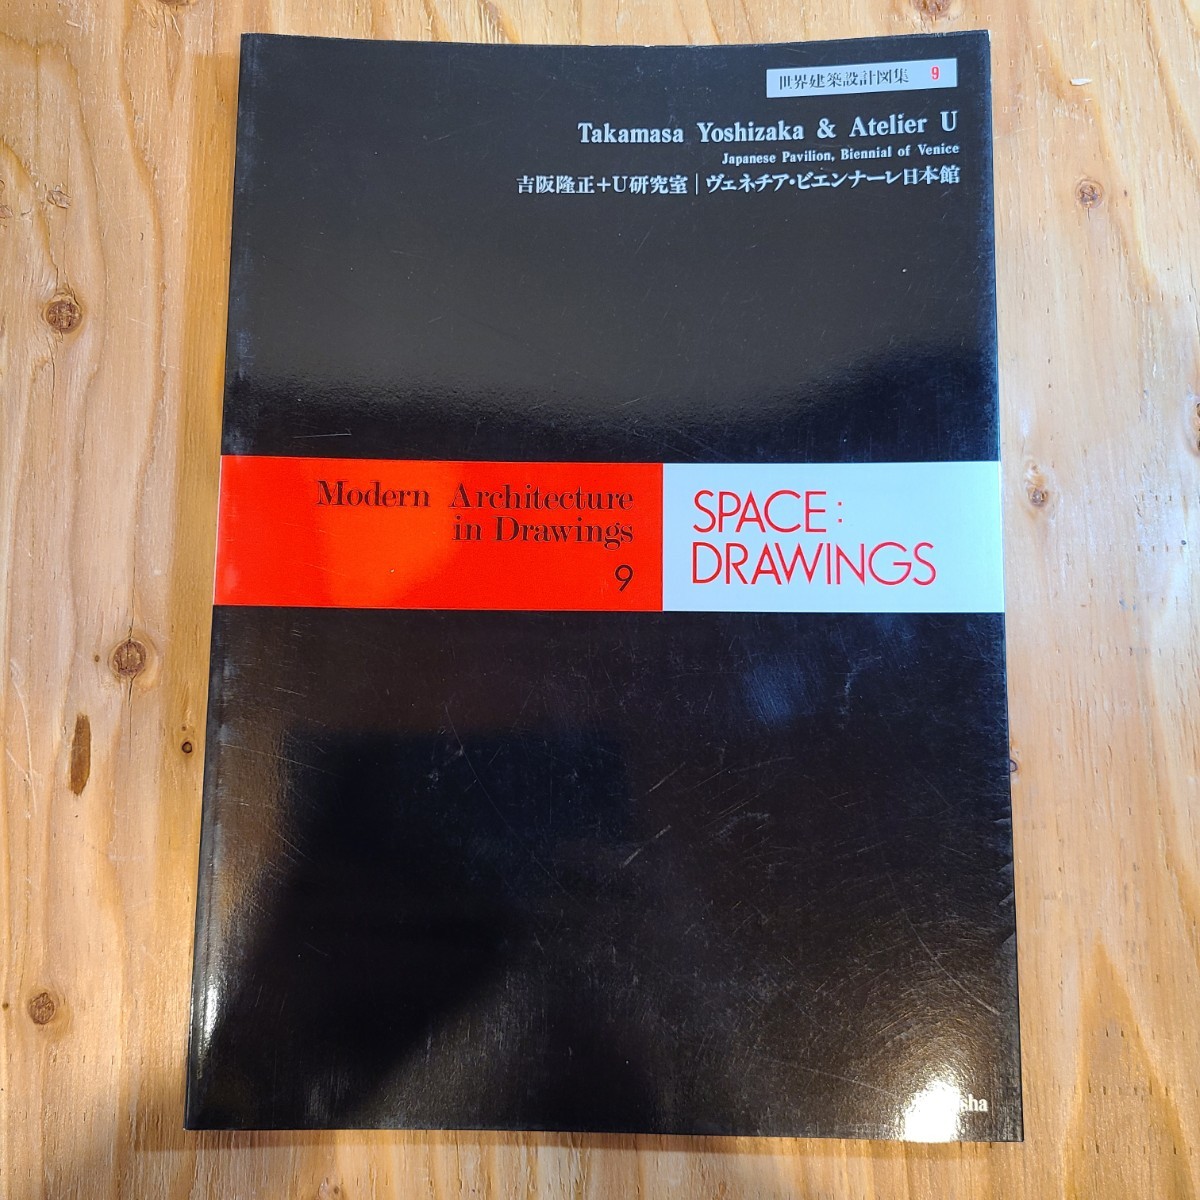 世界建築設計図集 9
Takamasa Yoshizaka & Atelier U
Japanese Pavilion, Biennial of Venice
吉阪隆正+U研究室|ヴェネチア・ビエンナーレ日本館
Modern Architecture
in Drawings
9
SPACE:
DRAWINGS